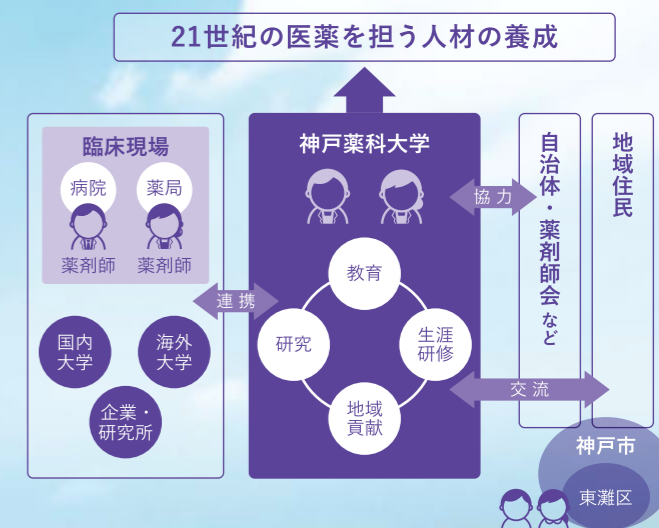 21世紀の医薬を担う人材の養成
臨床現場
病院
薬局
薬剤師
薬剤師
国内
大学
海外
大学
企業・
研究所
連携
神戸薬科大学
教育
研究
生涯
研修
地域
貢献
協力
交流
自治体・薬剤師会など
地域住民
神戸市
東灘区